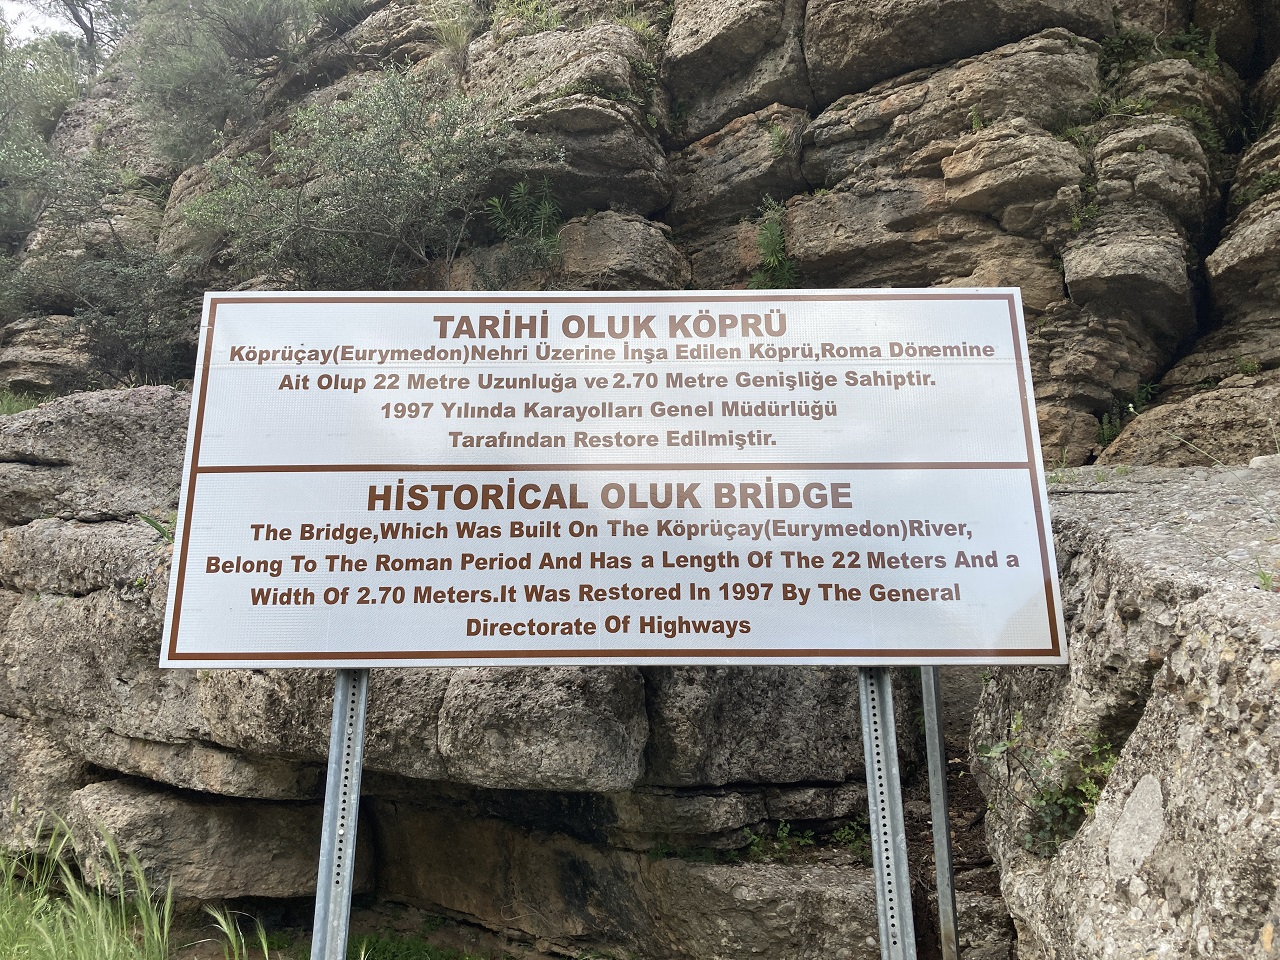 TARİHİ OLUK KÖPRÜ
Köprüçay(Eurymedon)Nehri Üzerine İnşa Edilen Köprü,Roma Dönemine
Ait Olup 22 Metre Uzunluğa ve 2.70 Metre Genişliğe Sahiptir.
1997 Yılında Karayolları Genel Müdürlüğü
Tarafından Restore Edilmiştir.
HİSTORİCAL OLUK BRİDGE
The Bridge,Which Was Built On The Köprüçay(Eurymedon)River,
Belong To The Roman Period And Has a Length Of The 22 Meters And a
Width Of 2.70 Meters.It Was Restored In 1997 By The General
Directorate Of Highways